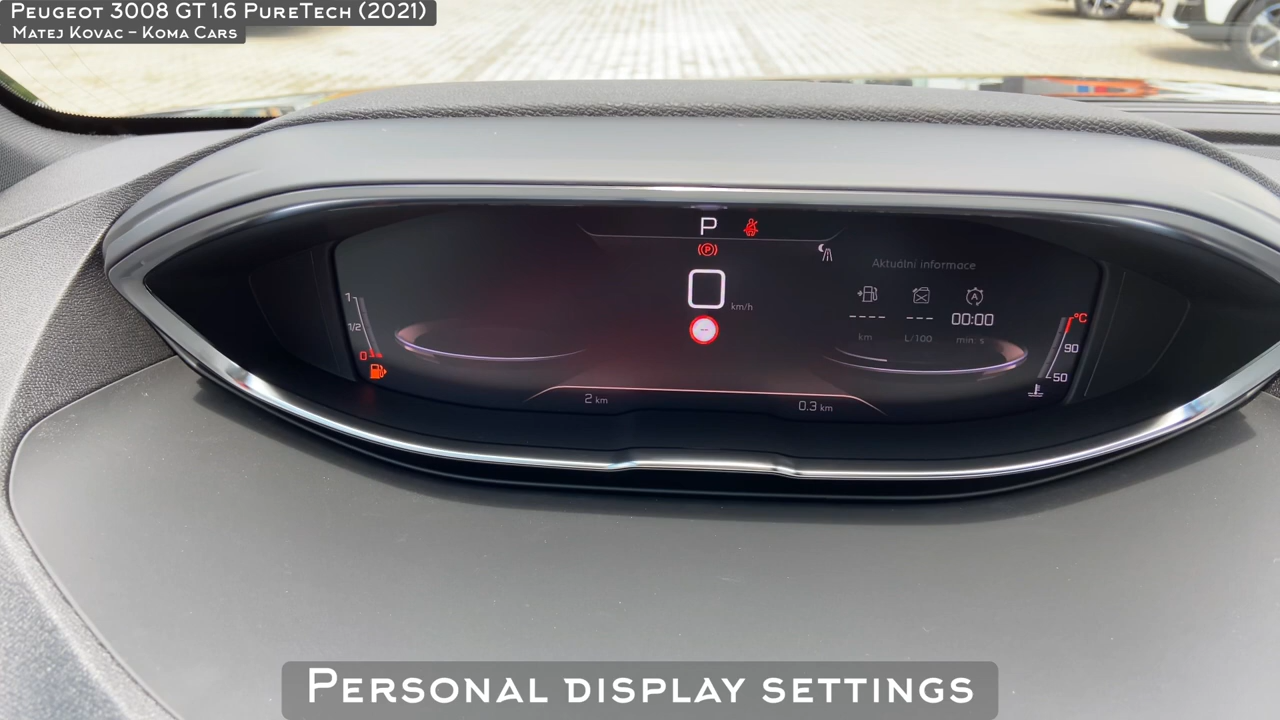 Peugeot 3008 GT 1.6 PureTech (2021)
Matej Kovac – Koma Cars
P
P
0 km/h
--
1
1/2
0
Aktuální informace
---- --- 00:00
km L/100 min: s
°C
90
50
2 km 0.3 km
Personal display settings